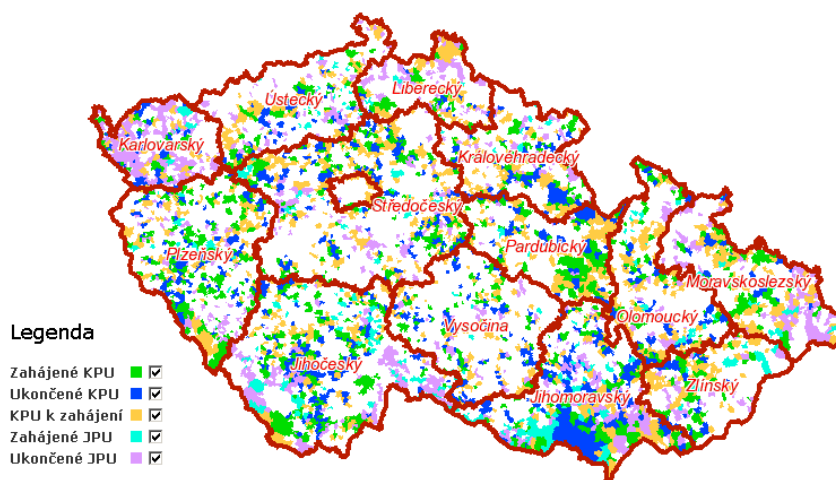 Liberecký
Ústecký
Karlovarský
Královéhradecký
Středočeský
Pardubický
Plzeňský
Moravskoslezský
Olomoucký
Vysočina
Jihočeský
Zlínský
Jihomoravský
Legenda
Zahájené KPU
Ukončené KPU
KPU k zahájení
Zahájené JPU
Ukončené JPU